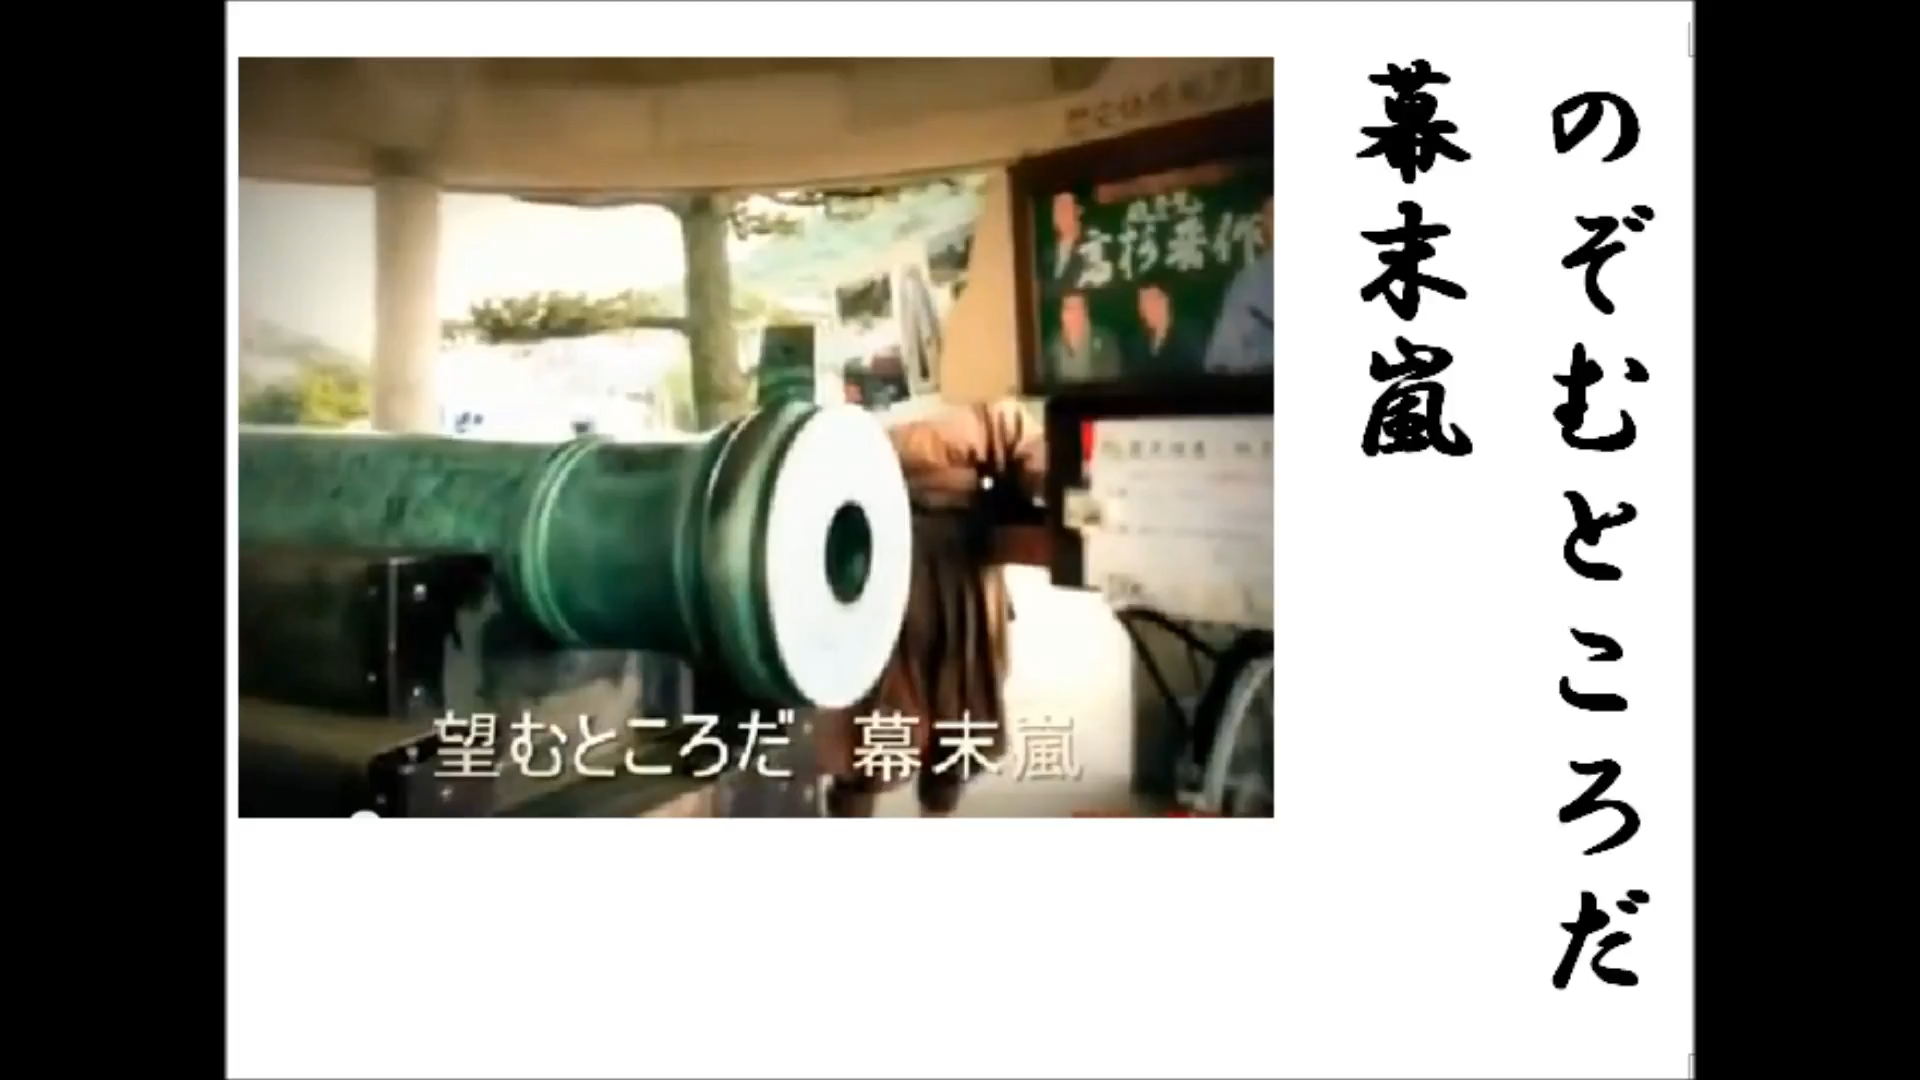 のぞむところだ
幕末嵐
高杉晋作
望むところだ 幕末嵐